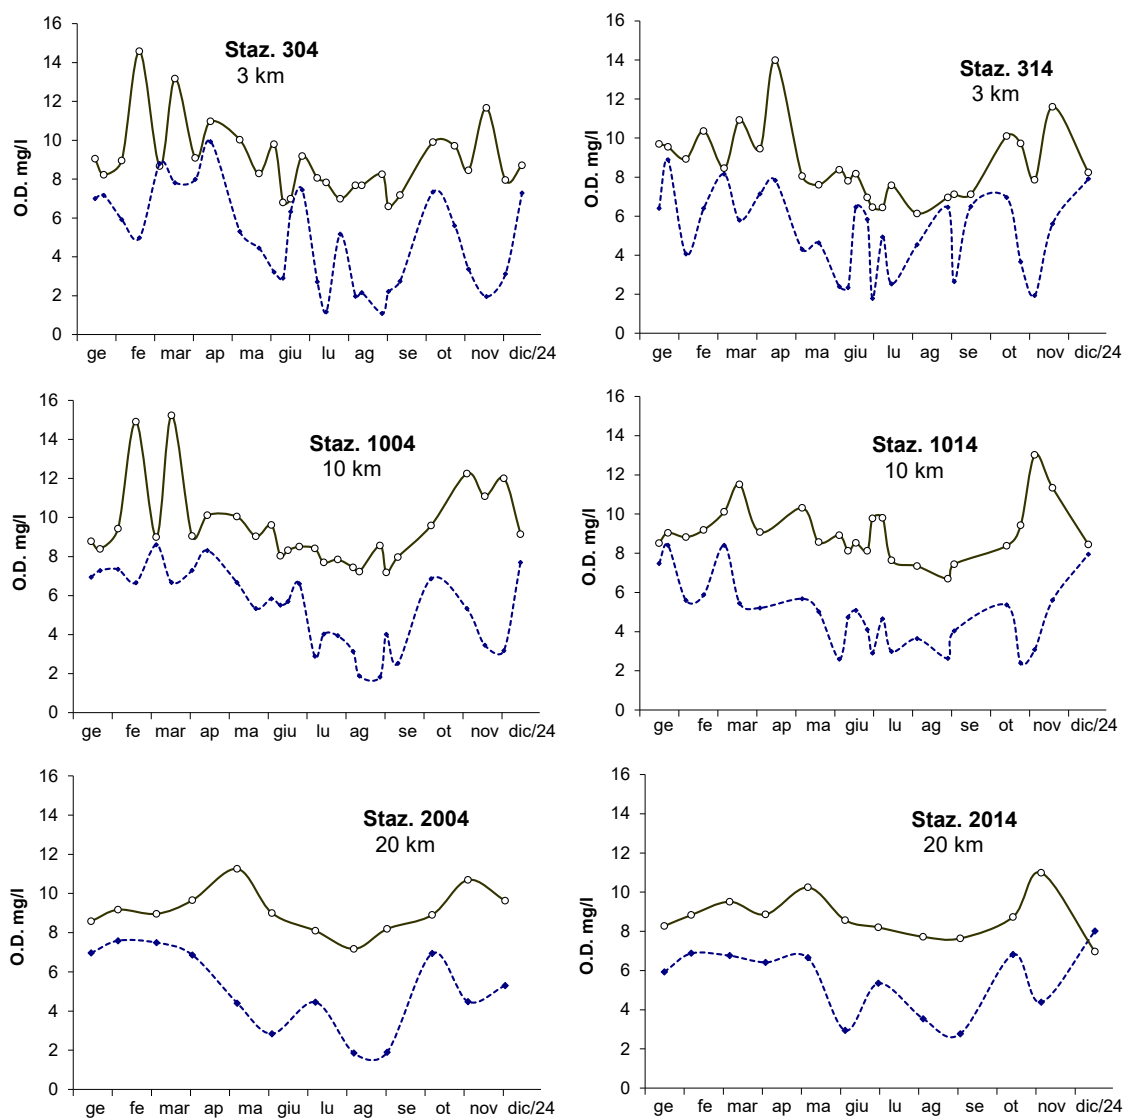 Staz. 304
3 km
O.D. mg/l
16
14
12
10
8
6
4
2
0
ge fe mar ap ma giu lu ag se ot nov dic/24
Staz. 314
3 km
O.D. mg/l
16
14
12
10
8
6
4
2
0
ge fe mar ap ma giu lu ag se ot nov dic/24
Staz. 1004
10 km
O.D. mg/l
16
14
12
10
8
6
4
2
0
ge fe mar ap ma giu lu ag se ot nov dic/24
Staz. 1014
10 km
O.D. mg/l
16
14
12
10
8
6
4
2
0
ge fe mar ap ma giu lu ag se ot nov dic/24
Staz. 2004
20 km
O.D. mg/l
16
14
12
10
8
6
4
2
0
ge fe mar ap ma giu lu ag se ot nov dic/24
Staz. 2014
20 km
O.D. mg/l
16
14
12
10
8
6
4
2
0
ge fe mar ap ma giu lu ag se ot nov dic/24